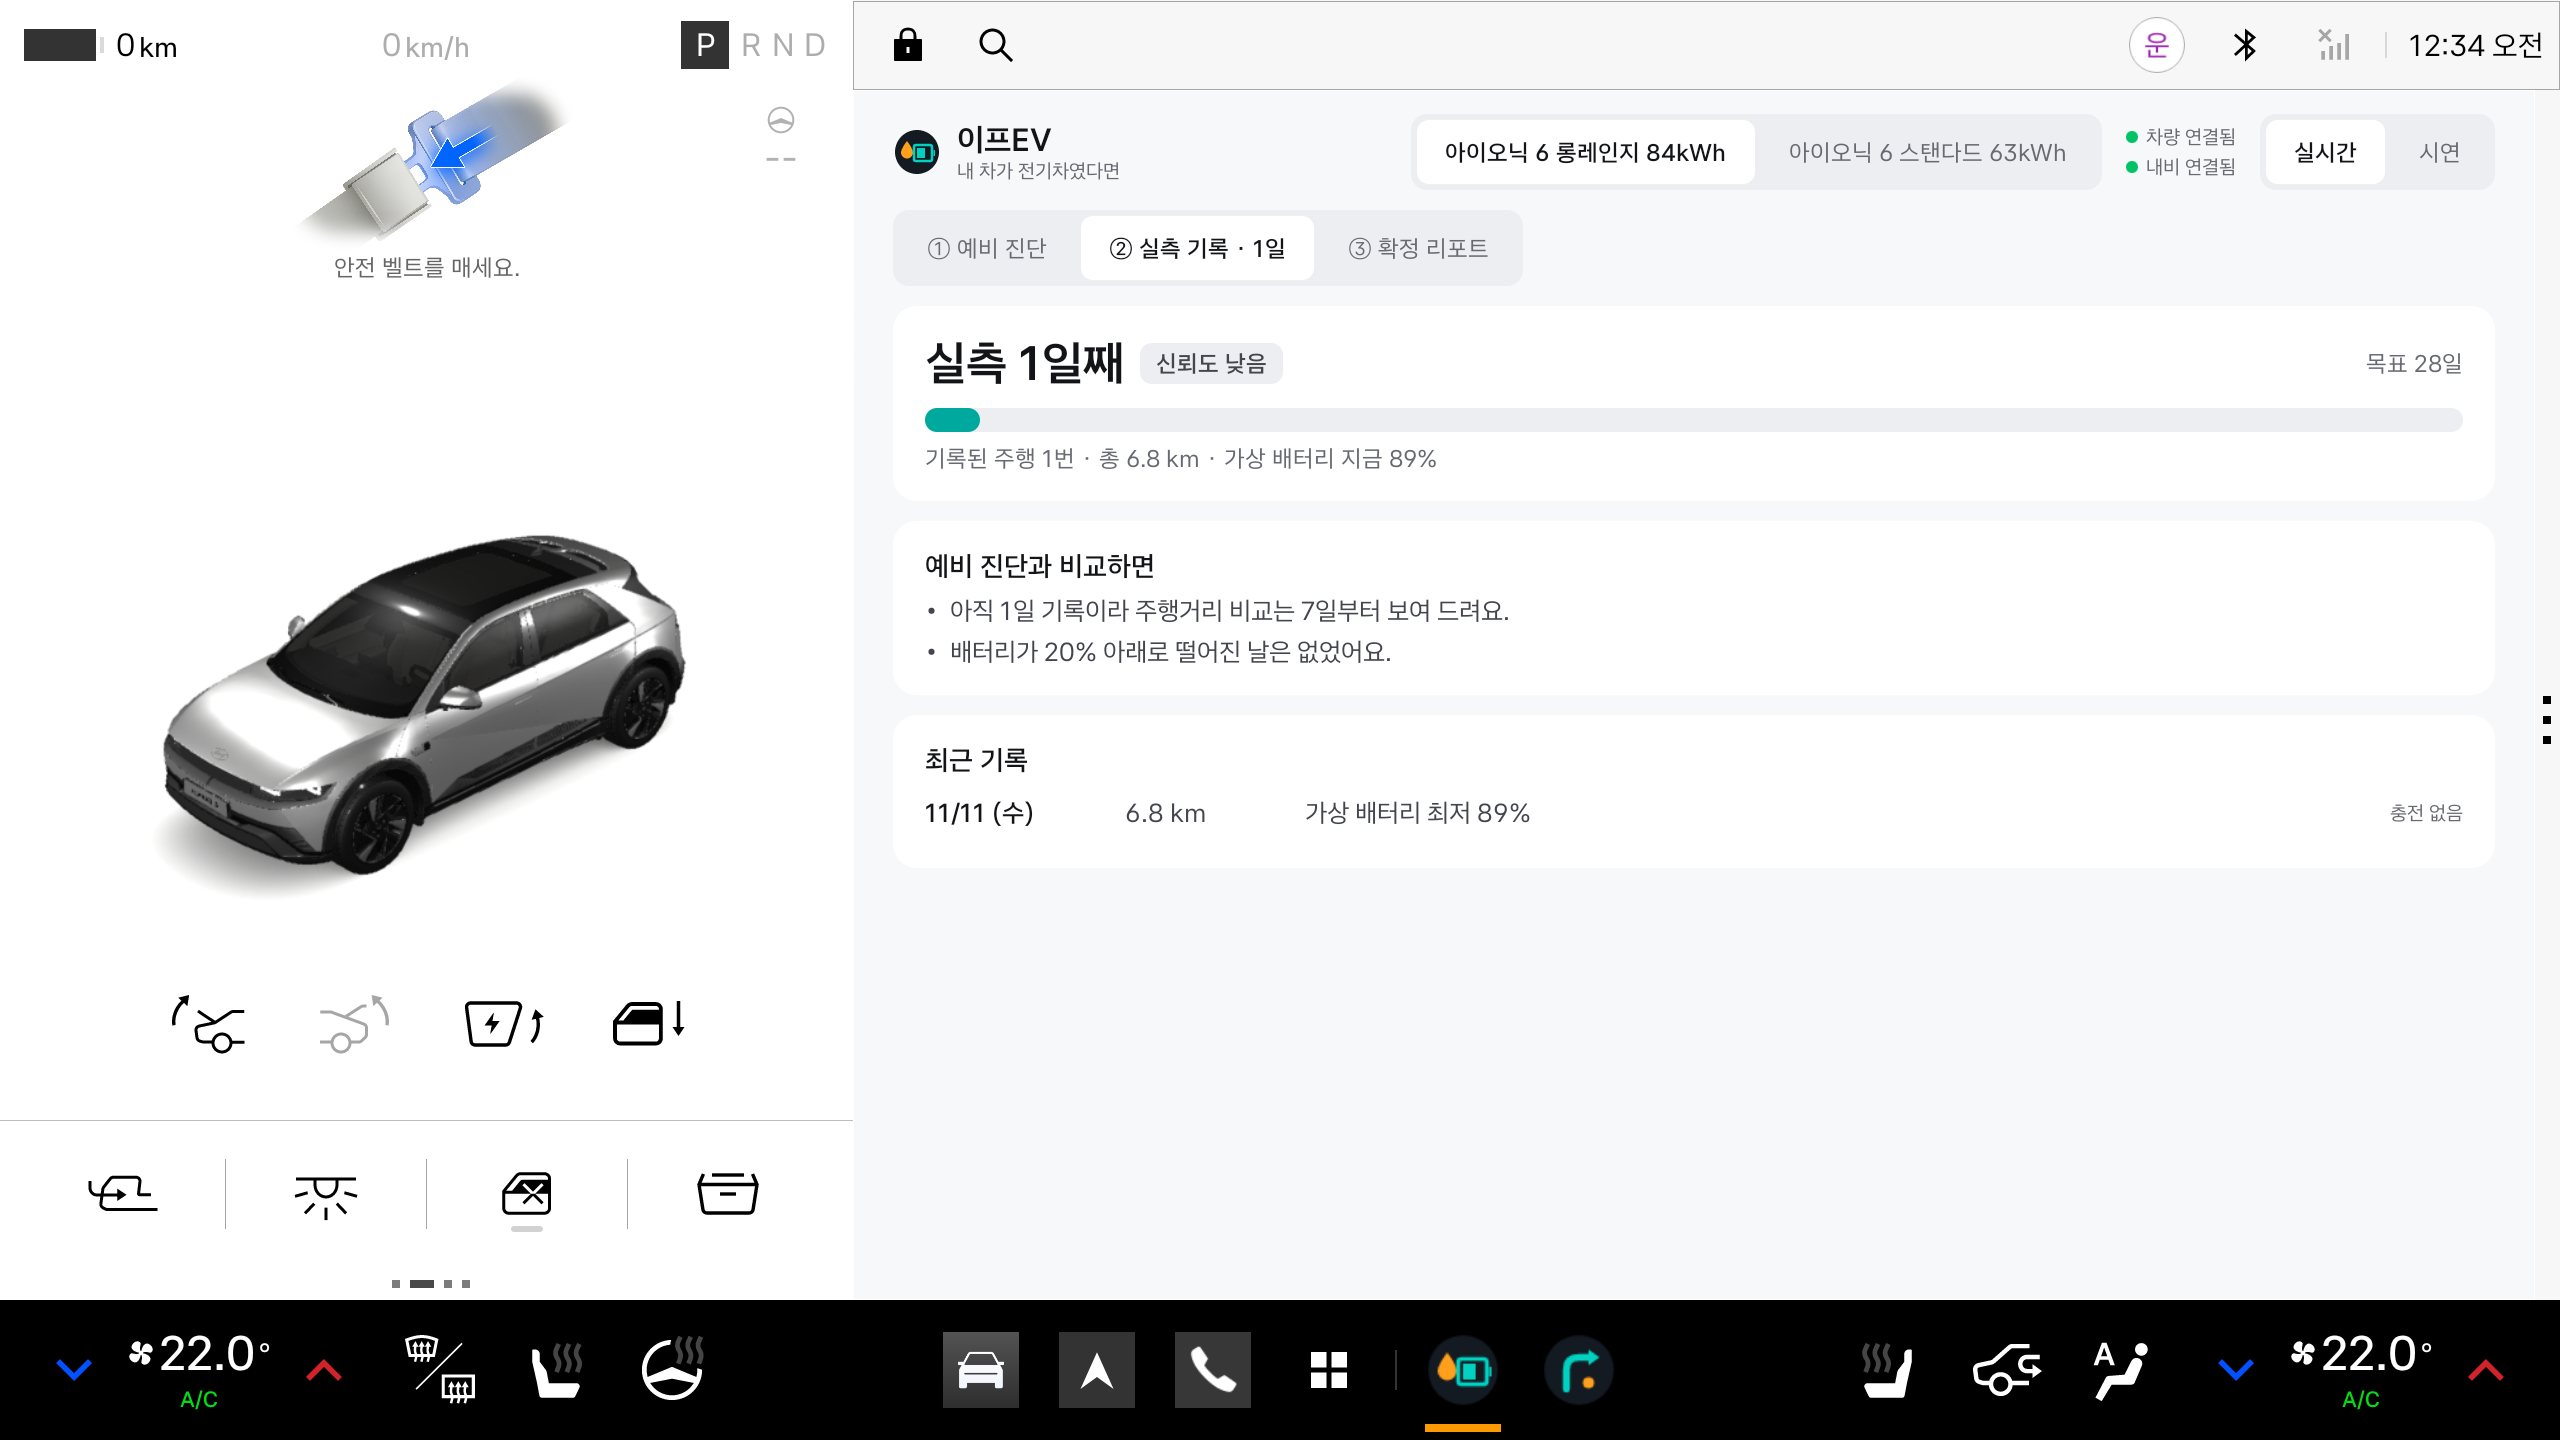 0 km
0 km/h
P R N D
안전 벨트를 매세요.
운
12:34 오전
이프EV
내 차가 전기차였다면
아이오닉 6 롱레인지 84kWh
아이오닉 6 스탠다드 63kWh
차량 연결됨
내비 연결됨
실시간
시연
① 예비 진단
② 실측 기록 · 1일
③ 확정 리포트
실측 1일째
신뢰도 낮음
목표 28일
기록된 주행 1번 · 총 6.8 km · 가상 배터리 지금 89%
예비 진단과 비교하면
• 아직 1일 기록이라 주행거리 비교는 7일부터 보여 드려요.
• 배터리가 20% 아래로 떨어진 날은 없었어요.
최근 기록
11/11 (수) 6.8 km 가상 배터리 최저 89% 충전 없음
22.0°
A/C
A
22.0°
A/C